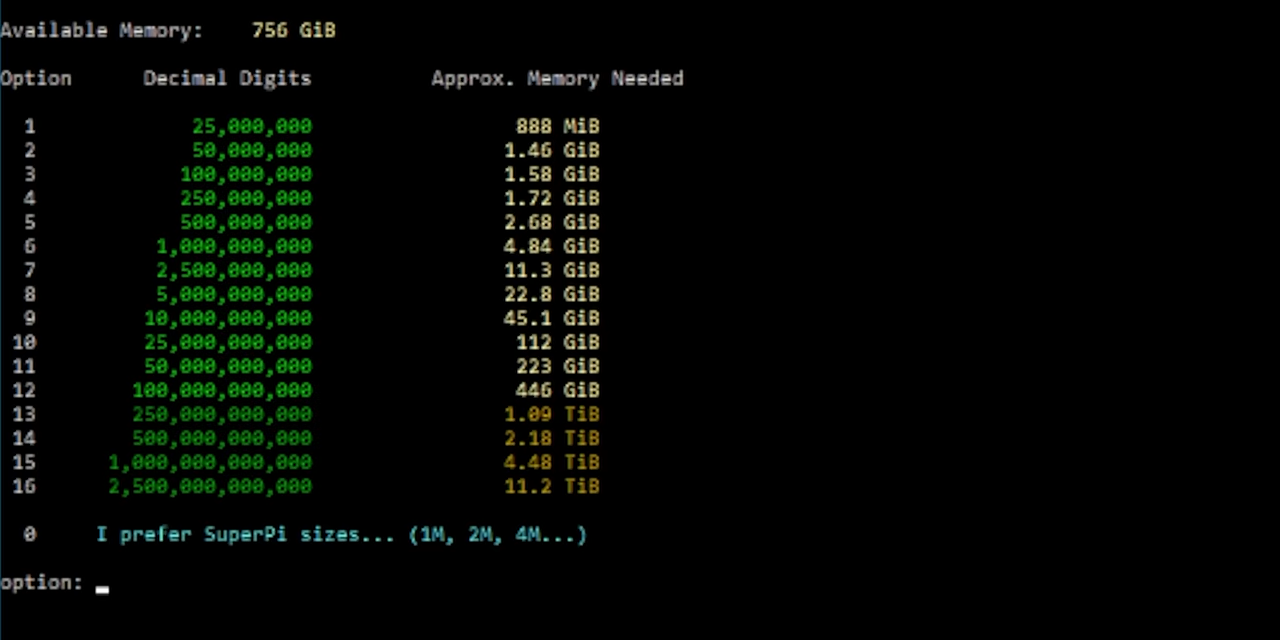 Available Memory: 756 GiB
Option Decimal Digits Approx. Memory Needed
1 25,000,000 888 MiB
2 50,000,000 1.46 GiB
3 100,000,000 1.58 GiB
4 250,000,000 1.72 GiB
5 500,000,000 2.68 GiB
6 1,000,000,000 4.84 GiB
7 2,500,000,000 11.3 GiB
8 5,000,000,000 22.8 GiB
9 10,000,000,000 45.1 GiB
10 25,000,000,000 112 GiB
11 50,000,000,000 223 GiB
12 100,000,000,000 446 GiB
13 250,000,000,000 1.09 TiB
14 500,000,000,000 2.18 TiB
15 1,000,000,000,000 4.48 TiB
16 2,500,000,000,000 11.2 TiB
0 I prefer SuperPi sizes... (1M, 2M, 4M...)
option: